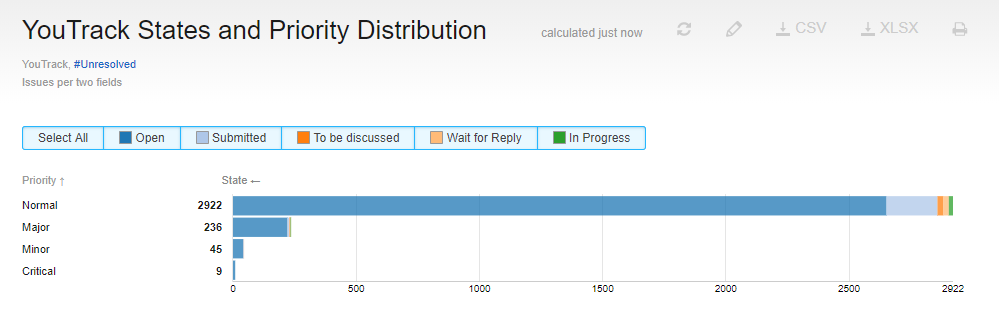 YouTrack States and Priority Distribution
calculated just now
CSV
XLSX
YouTrack, #Unresolved
Issues per two fields
Select All Open Submitted To be discussed Wait for Reply In Progress
Priority ↑ State ←
Normal 2922
Major 236
Minor 45
Critical 9
0 500 1000 1500 2000 2500 2922